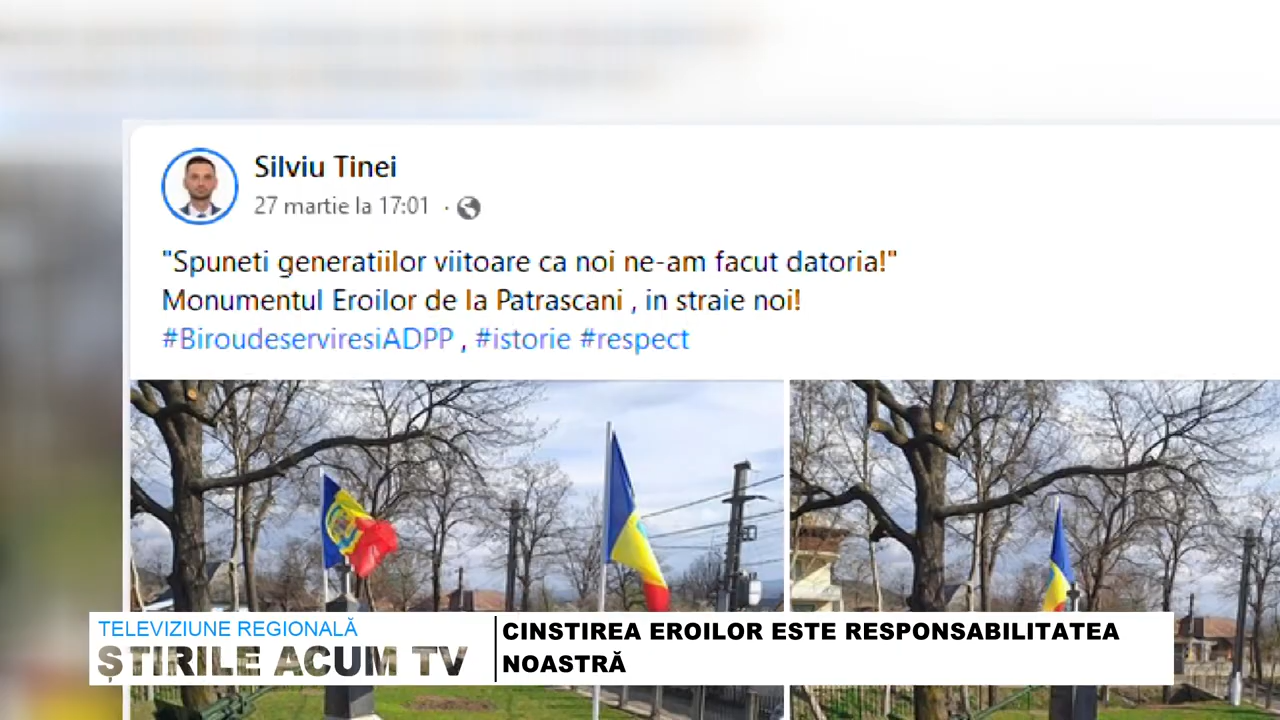 Silviu Tinei
27 martie la 17:01 ·
"Spuneti generatiilor viitoare ca noi ne-am facut datoria!"
Monumentul Eroilor de la Patrascani , in straie noi!
#BiroudeserviresiADPP , #istorie #respect
TELEVIZIUNE REGIONALĂ
ȘTIRILE ACUM TV
CINSTIREA EROILOR ESTE RESPONSABILITATEA
NOASTRĂ